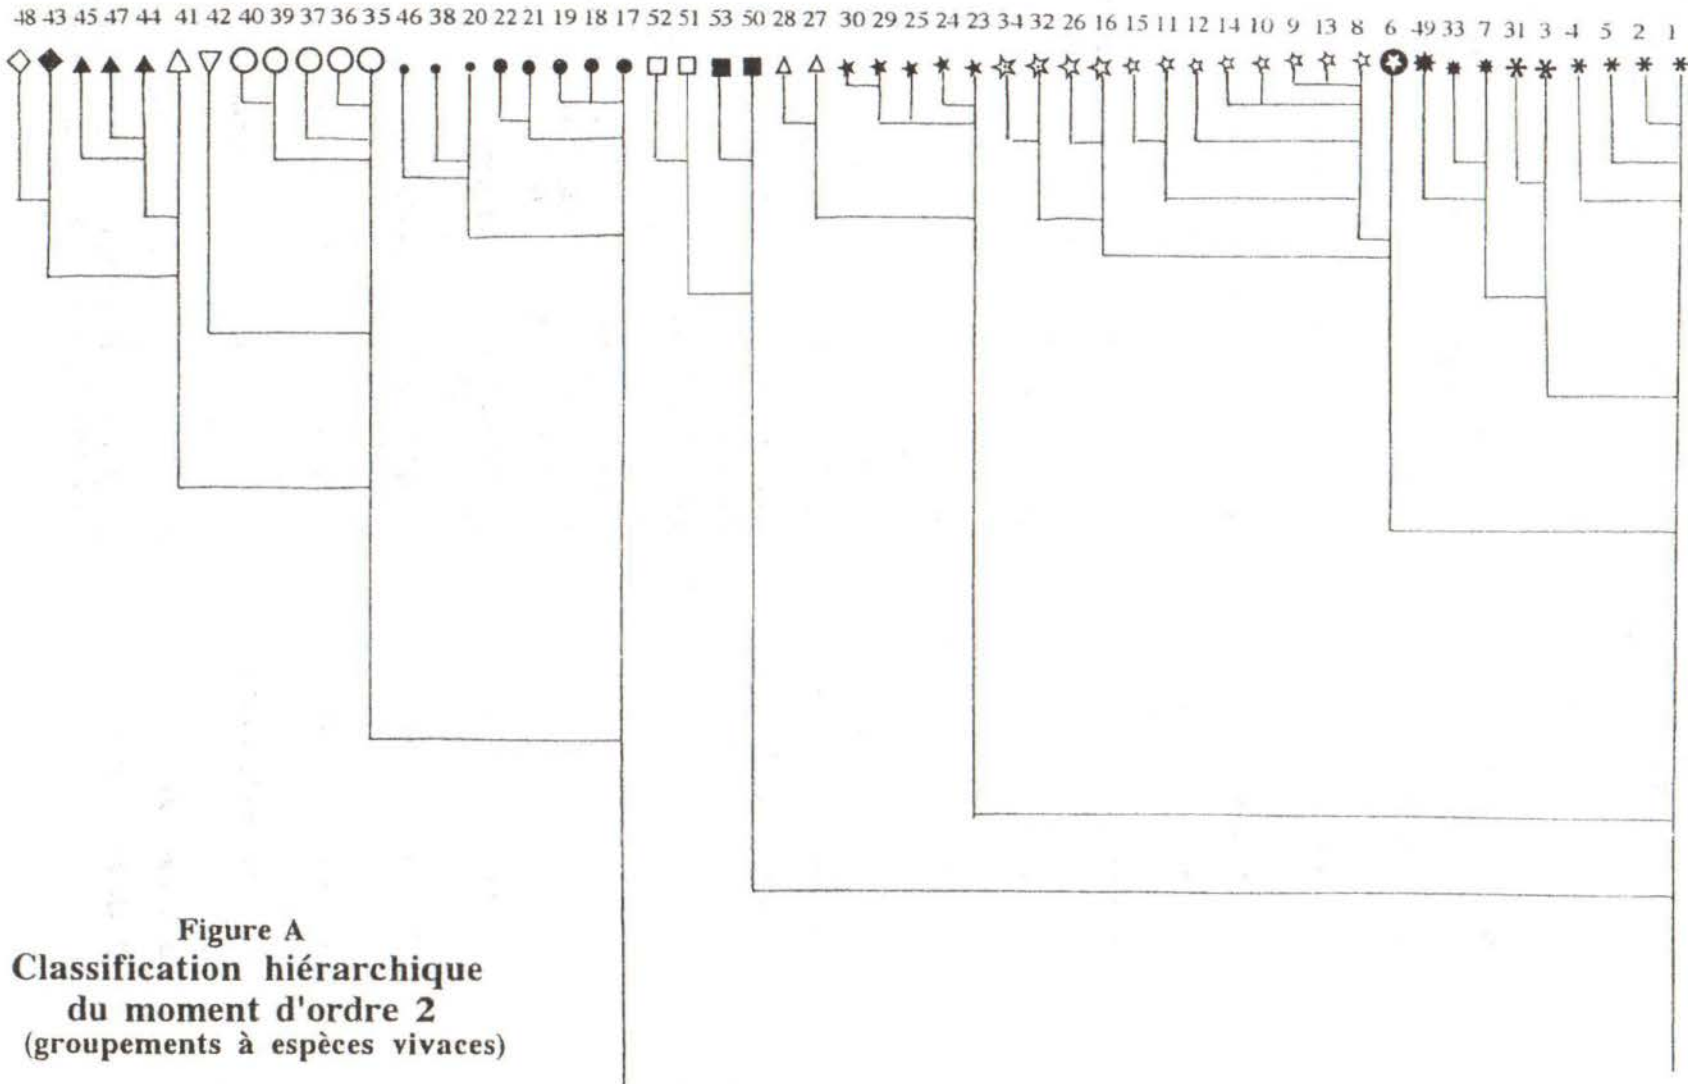 48 43 45 47 44 41 42 40 39 37 36 35 46 38 20 22 21 19 18 17 52 51 53 50 28 27 30 29 25 24 23 34 32 26 16 15 11 12 14 10 9 13 8 6 49 33 7 31 3 4 5 2 1
Figure A
Classification hiérarchique
du moment d'ordre 2
(groupements à espèces vivaces)